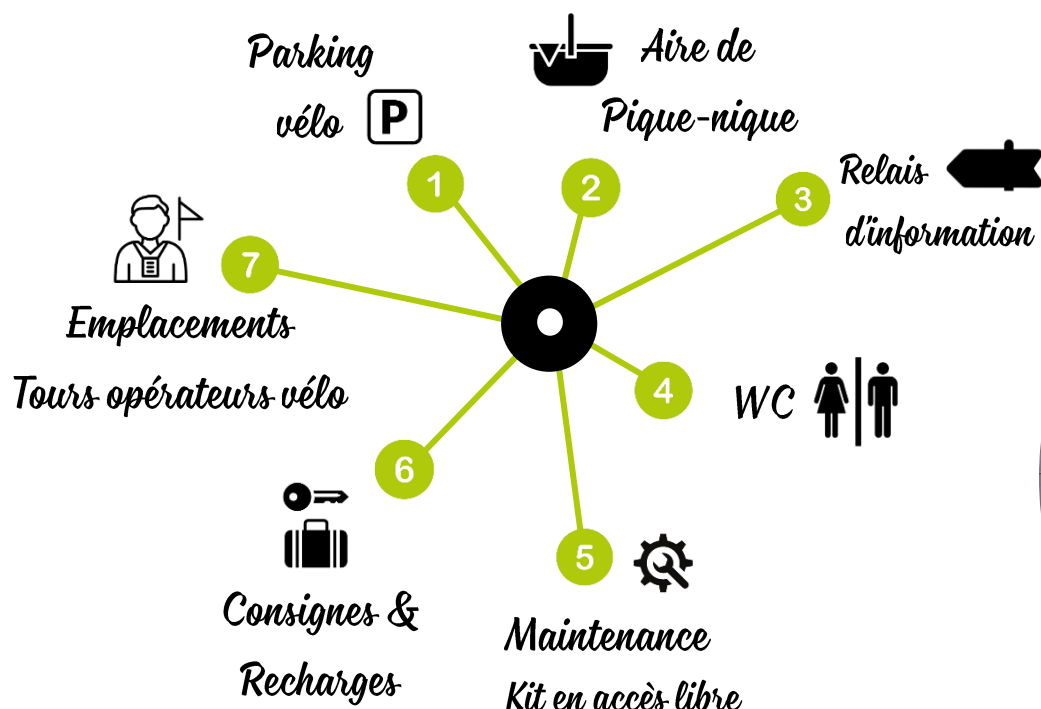 Parking
vélo P
1
Aire de
Pique-nique
2
Relais
d'information
3
WC
4
5
Maintenance
Kit en accès libre
6
Consignes &
Recharges
7
Emplacements
Tours opérateurs vélo